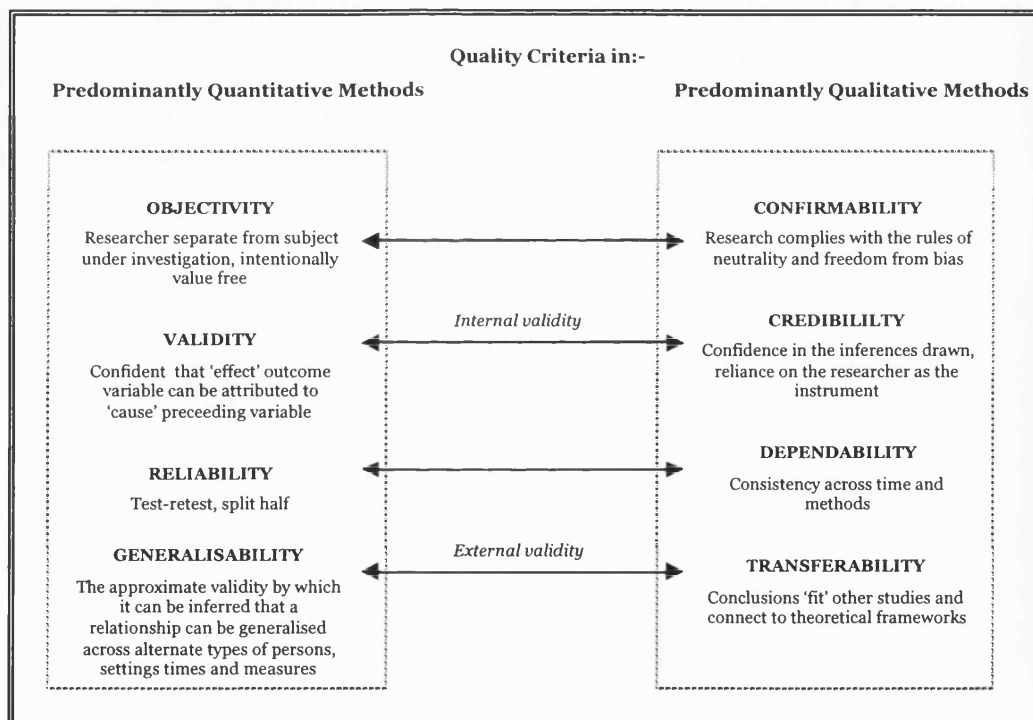 Quality Criteria in:-
Predominantly Quantitative Methods
Predominantly Qualitative Methods
OBJECTIVITY
Researcher separate from subject
under investigation, intentionally
value free
VALIDITY
Confident that ‘effect’ outcome
variable can be attributed to
‘cause’ preceeding variable
RELIABILITY
Test-retest, split half
GENERALISABILITY
The approximate validity by which
it can be inferred that a
relationship can be generalised
across alternate types of persons,
settings times and measures
Internal validity
External validity
CONFIRMABILITY
Research complies with the rules of
neutrality and freedom from bias
CREDIBILILTY
Confidence in the inferences drawn,
reliance on the researcher as the
instrument
DEPENDABILITY
Consistency across time and
methods
TRANSFERABILITY
Conclusions ‘fit’ other studies and
connect to theoretical frameworks